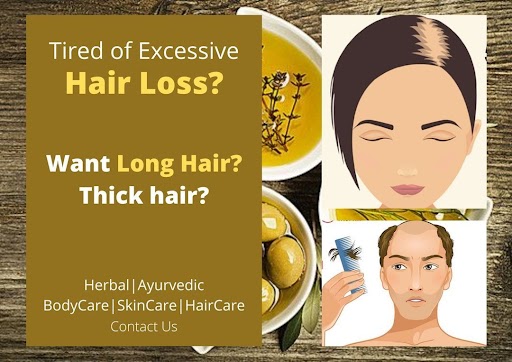 Tired of Excessive
Hair Loss?
Want Long Hair?
Thick hair?
Herbal|Ayurvedic
BodyCare|SkinCare|HairCare
Contact Us